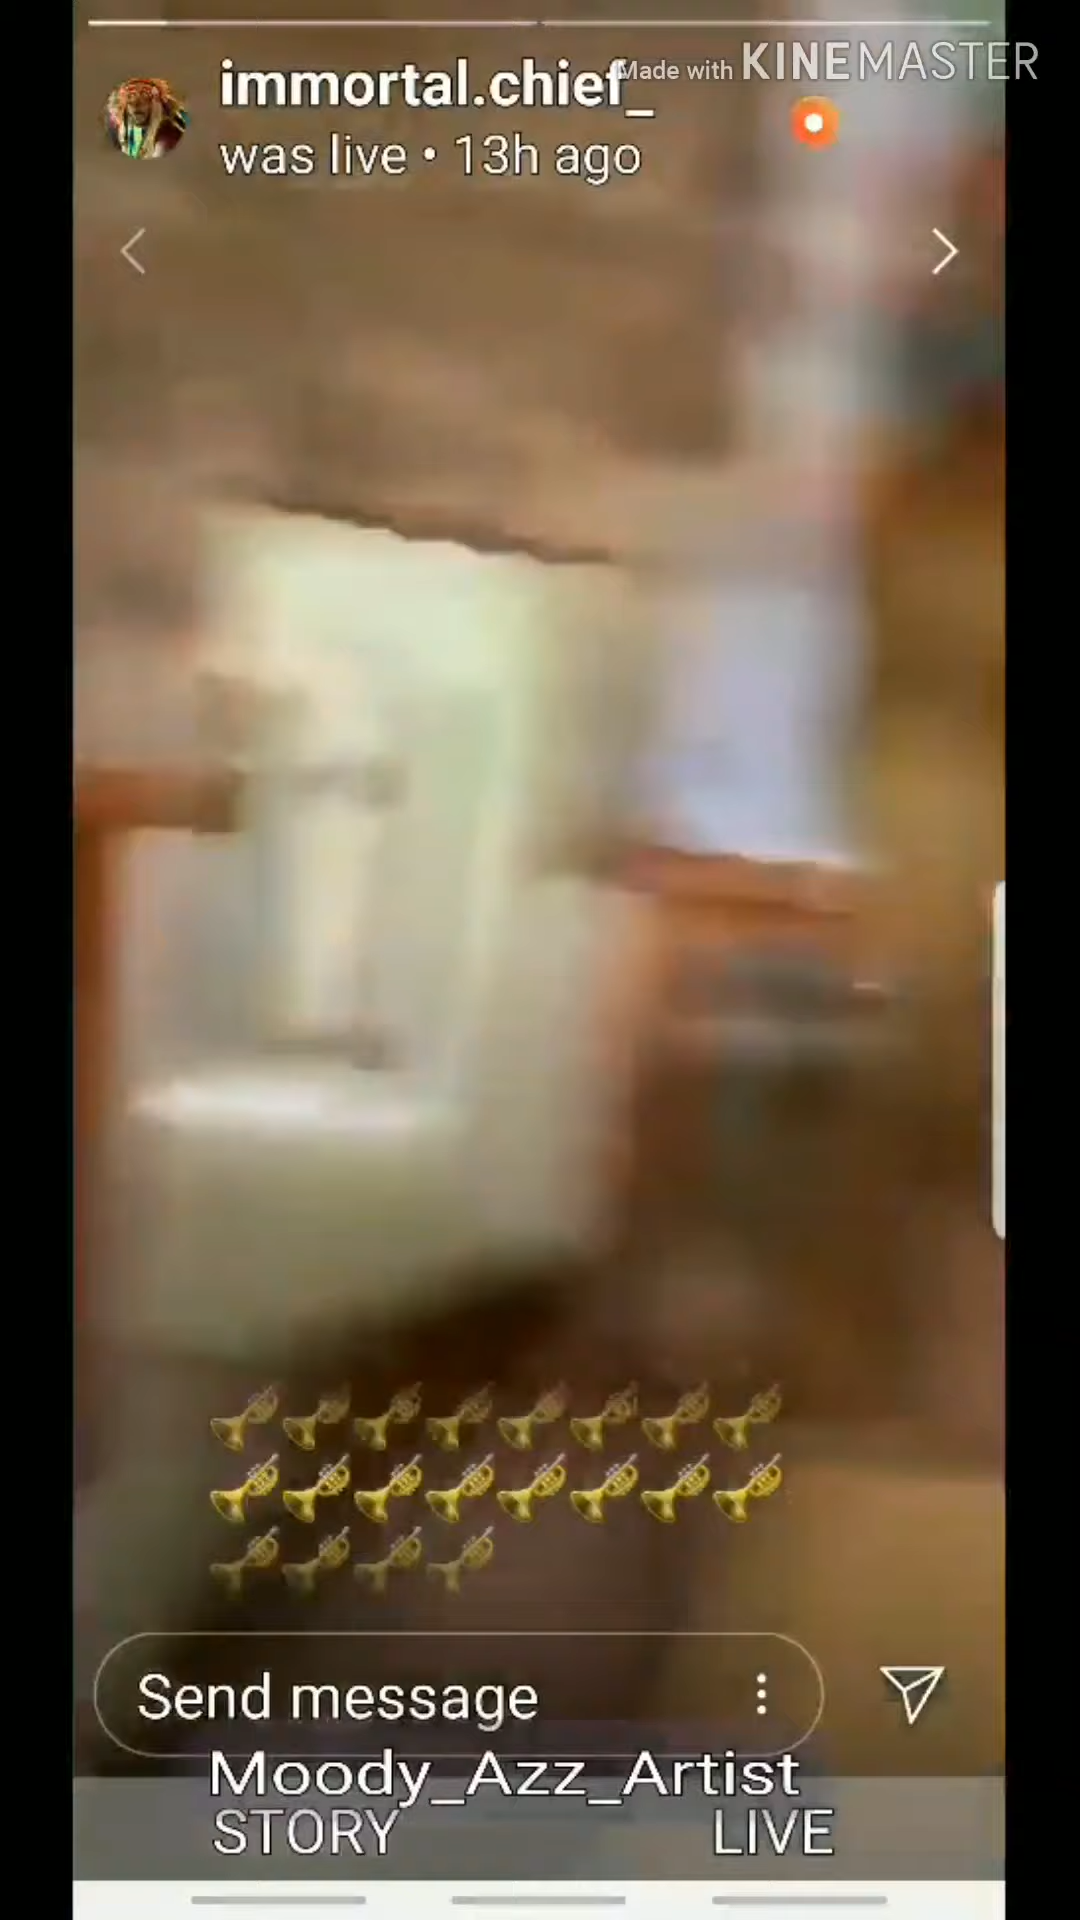 Made with KINEMASTER
immortal.chief_
was live • 13h ago
🎺🎺🎺🎺🎺🎺🎺🎺
🎺🎺🎺🎺🎺🎺🎺🎺
🎺🎺🎺🎺
Send message
Moody_Azz_Artist
STORY LIVE